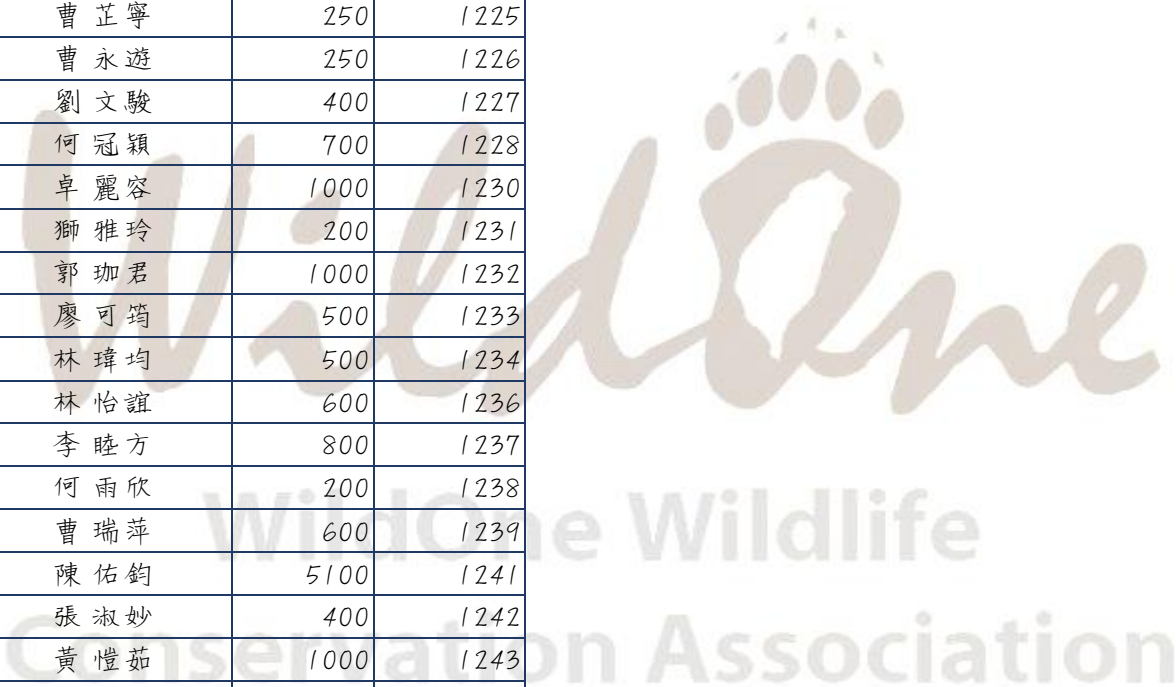 曹芷寧 250 1225
曹永遊 250 1226
劉文駿 400 1227
何冠穎 700 1228
卓麗容 1000 1230
獅雅玲 200 1231
郭珈君 1000 1232
廖可筠 500 1233
林瑋均 500 1234
林怡誼 600 1236
李睦方 800 1237
何雨欣 200 1238
曹瑞萍 600 1239
陳佑鈞 5100 1241
張淑妙 400 1242
黃愷茹 1000 1243
WildOne
WildOne Wildlife
Conservation Association